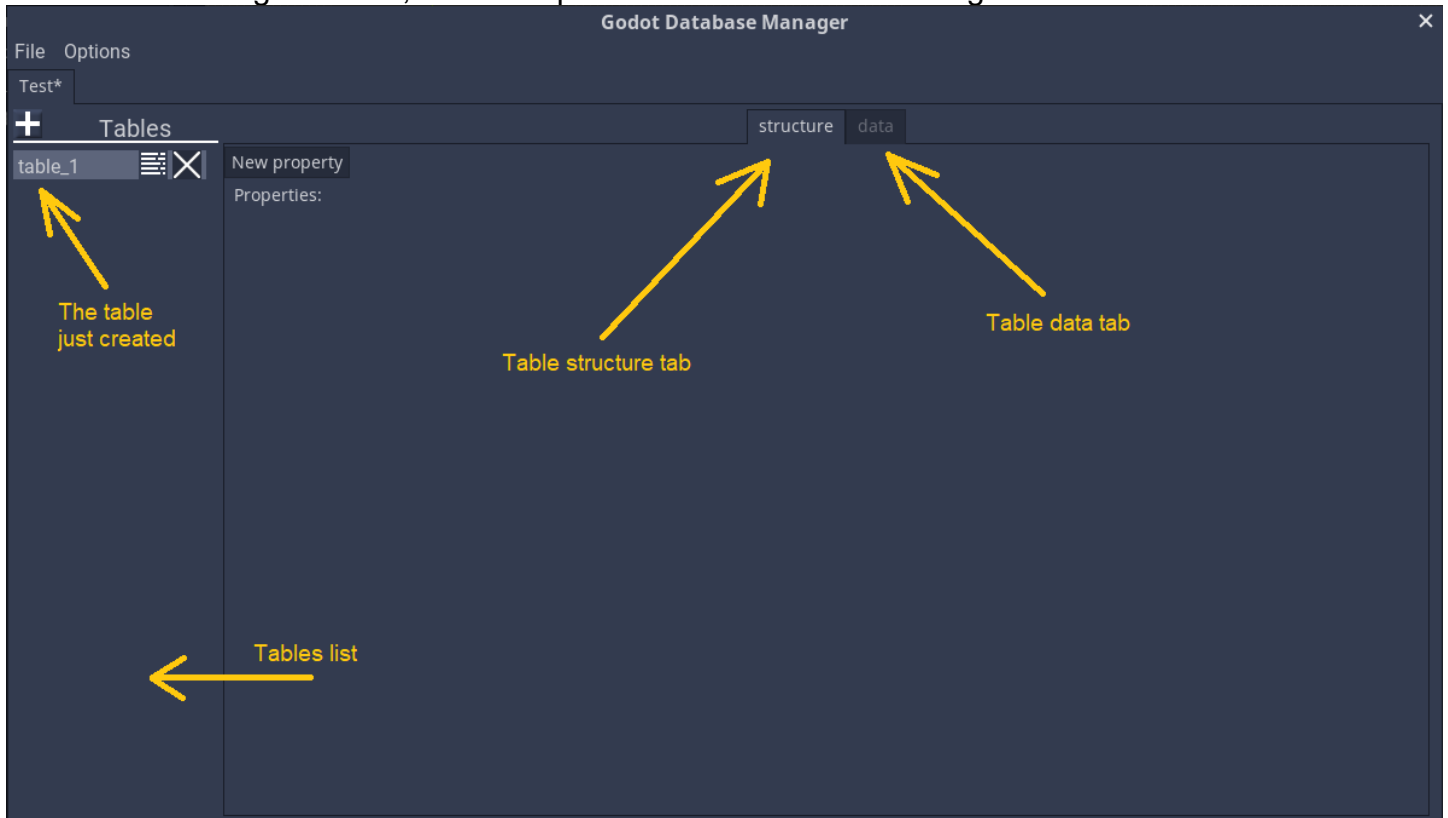 Godot Database Manager
File Options
Test*
Tables
structure data
table_1
New property
Properties:
The table
just created
Table data tab
Table structure tab
Tables list